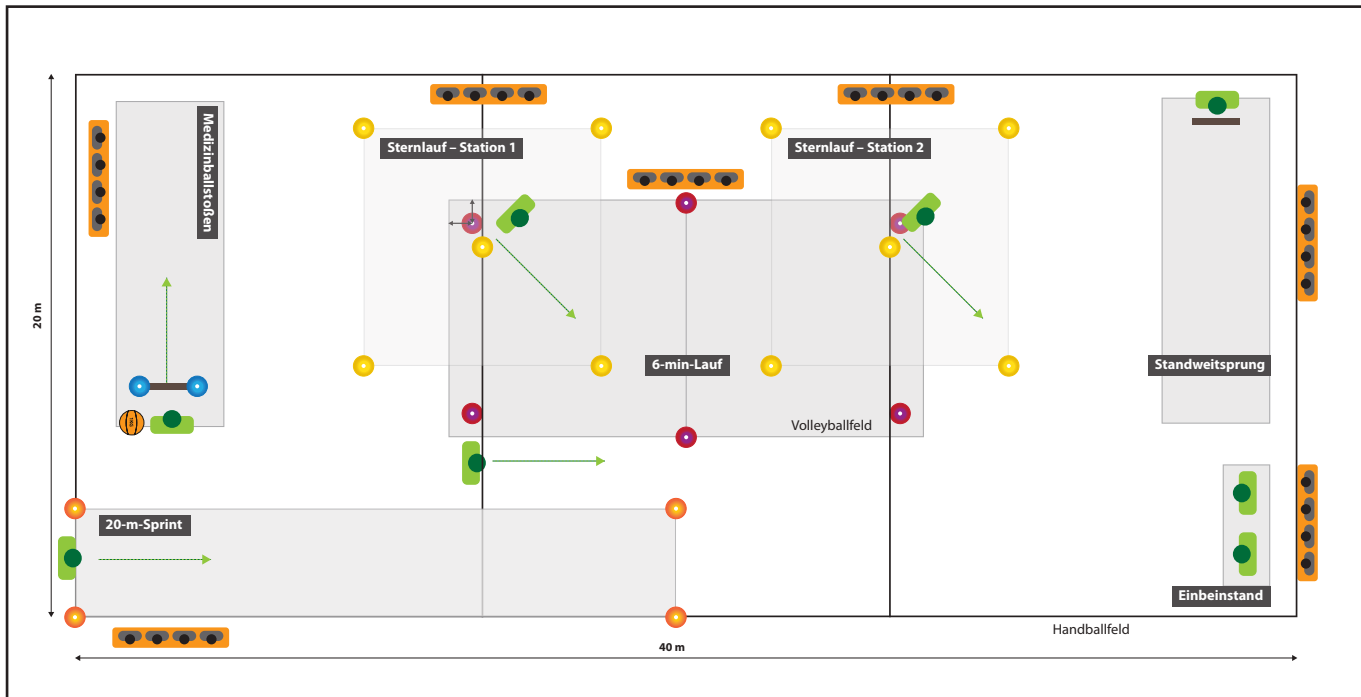 Medizinballstoßen
Sternlauf – Station 1
Sternlauf – Station 2
20 m
6-min-Lauf
Standweitsprung
Volleyballfeld
20-m-Sprint
Einbeinstand
Handballfeld
40 m